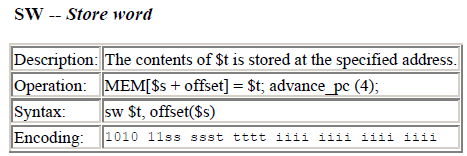 SW -- Store word
Description: The contents of $t is stored at the specified address.
Operation: MEM[$s + offset] = $t; advance_pc (4);
Syntax: sw $t, offset($s)
Encoding: 1010 11ss ssst tttt iiii iiii iiii iiii